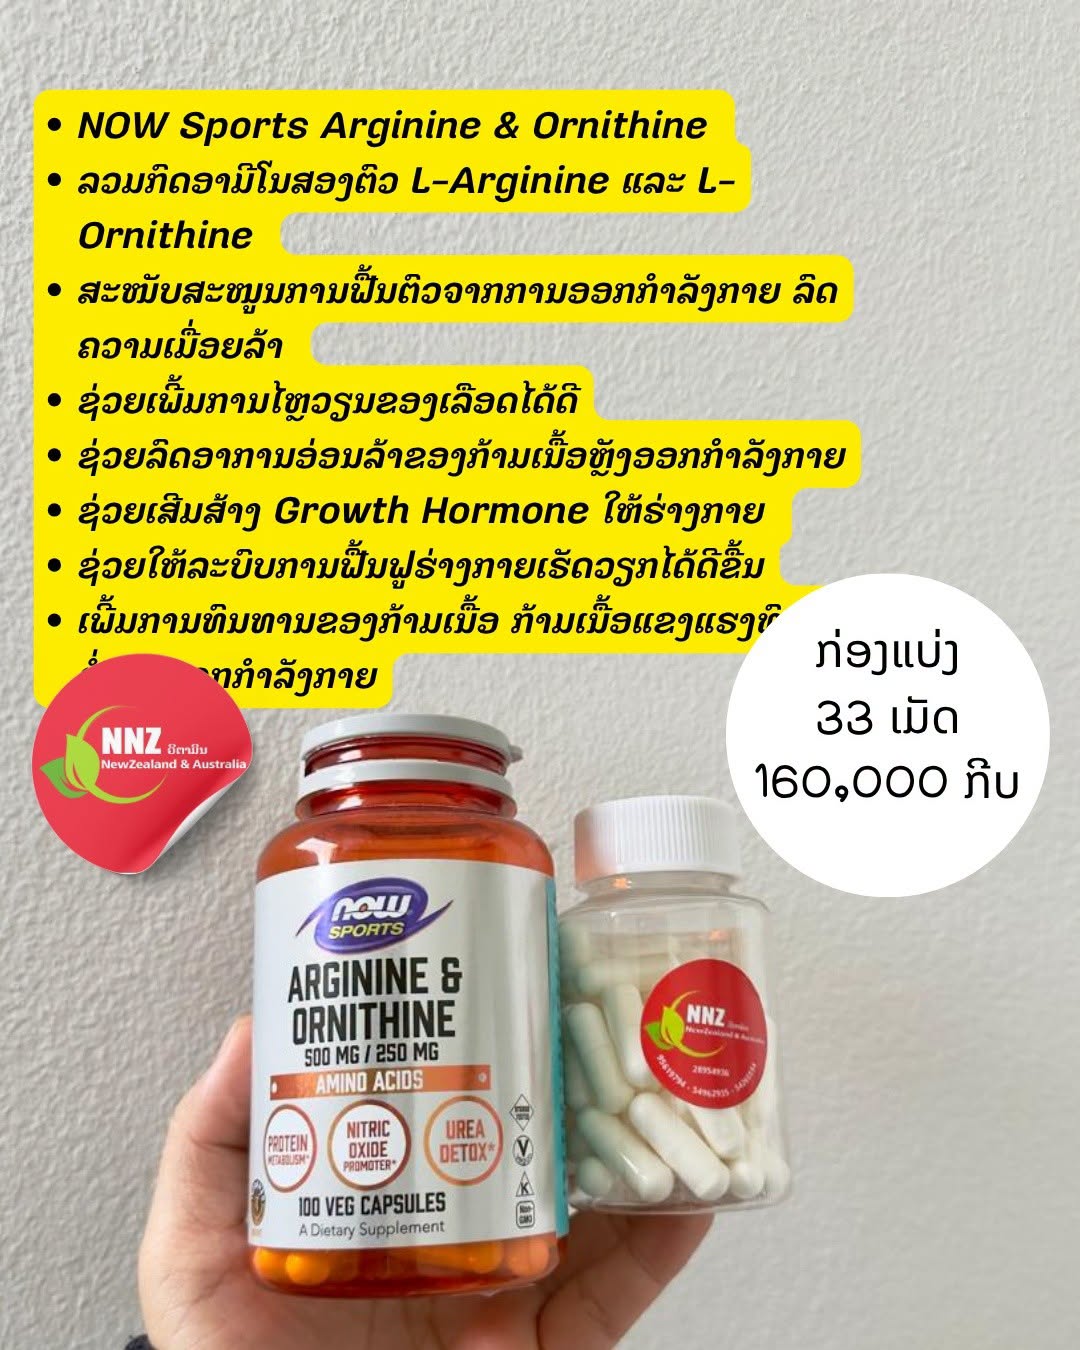 • NOW Sports Arginine & Ornithine
• ລວມກົດອາມີໂນສອງຕົວ L-Arginine ແລະ L-
Ornithine
• ສະໜັບສະໜູນການຟື້ນຕົວຈາກການອອກກຳລັງກາຍ ລົດ
ຄວາມເມື່ອຍລ້າ
• ຊ່ວຍເພີ້ມການໄຫຼວຽນຂອງເລືອດໄດ້ດີ
• ຊ່ວຍລົດອາການອ່ອນລ້າຂອງກ້າມເນື້ອຫຼັງອອກກຳລັງກາຍ
• ຊ່ວຍເສີມສ້າງ Growth Hormone ໃຫ້ຮ່າງກາຍ
• ຊ່ວຍໃຫ້ລະບົບການຟື້ນຟູຮ່າງກາຍເຮັດວຽກໄດ້ດີຂຶ້ນ
• ເພີ້ມການທົນທານຂອງກ້າມເນື້ອ ກ້າມເນື້ອແຂງແຮງ
ກຳລັງກາຍ
ກ່ອງແບ່ງ
33 ເມັດ
160,000 ກີບ
NNZ ວິຕາມິນ
NewZealand & Australia
NOW
SPORTS
ARGININE &
ORNITHINE
500 MG / 250 MG
AMINO ACIDS
PROTEIN
METABOLISM*
NITRIC
OXIDE
PROMOTER*
UREA
DETOX*
100 VEG CAPSULES
A Dietary Supplement
V
K
Non-
GMO
NNZ
NewZealand & Australia
28954936
95619794 - 54962935 -